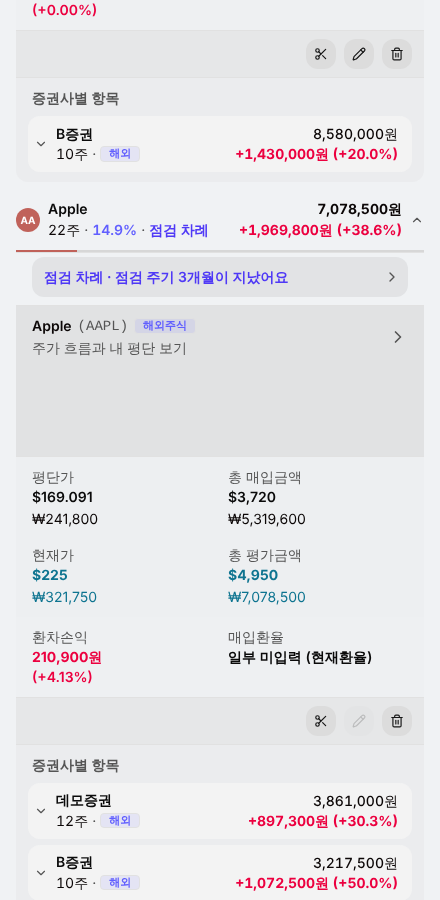 (+0.00%)
증권사별 항목
B증권
8,580,000원
10주 · 해외
+1,430,000원 (+20.0%)
AA
Apple
7,078,500원
22주 · 14.9% · 점검 차례
+1,969,800원 (+38.6%)
점검 차례 · 점검 주기 3개월이 지났어요
Apple (AAPL) 해외주식
주가 흐름과 내 평단 보기
평단가
총 매입금액
$169.091
$3,720
₩241,800
₩5,319,600
현재가
총 평가금액
$225
$4,950
₩321,750
₩7,078,500
환차손익
매입환율
210,900원
일부 미입력 (현재환율)
(+4.13%)
증권사별 항목
데모증권
3,861,000원
12주 · 해외
+897,300원 (+30.3%)
B증권
3,217,500원
10주 · 해외
+1,072,500원 (+50.0%)